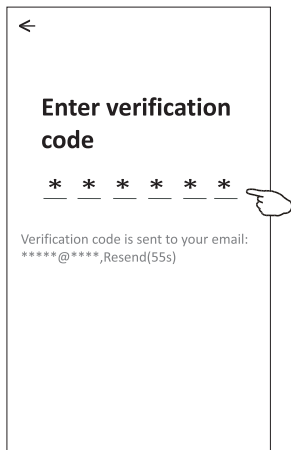 Enter verification
code
* * * * * *
Verification code is sent to your email:
*****@****,Resend(55s)